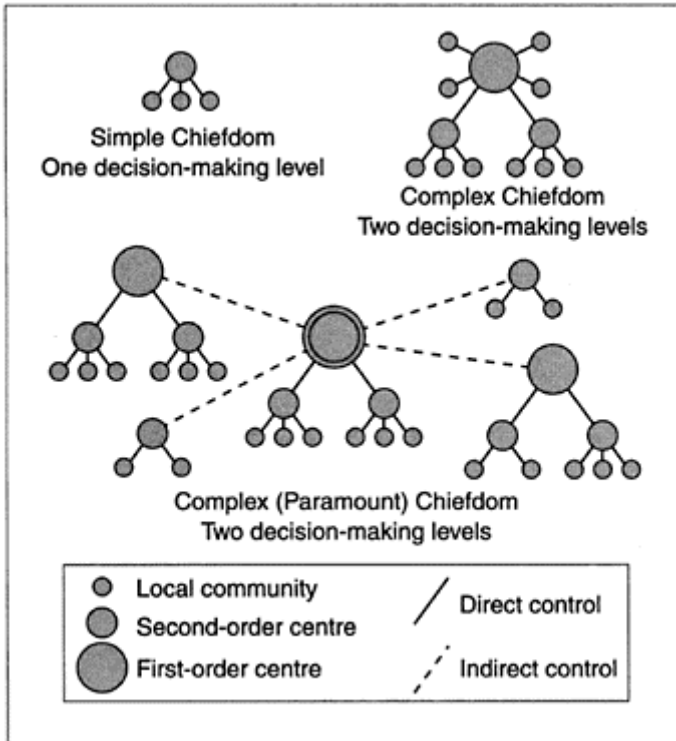 Simple Chiefdom
One decision-making level
Complex Chiefdom
Two decision-making levels
Complex (Paramount) Chiefdom
Two decision-making levels
Local community
Second-order centre
First-order centre
Direct control
Indirect control